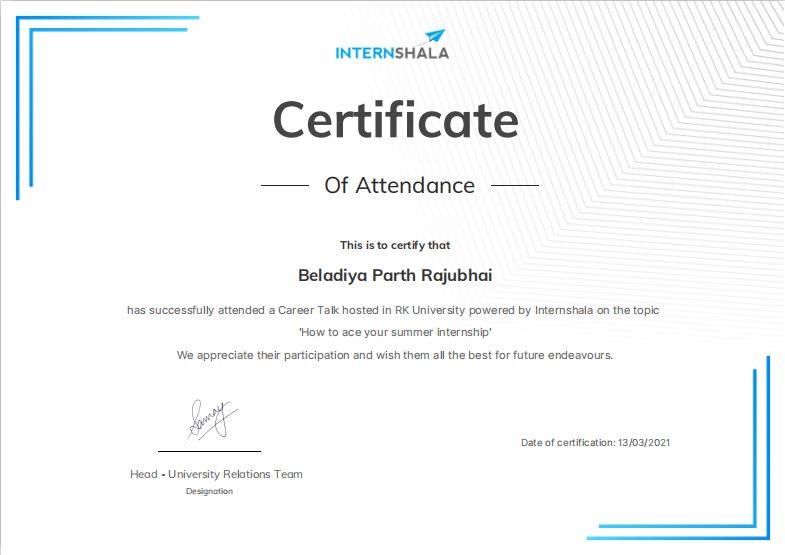 INTERNSHALA
Certificate
Of Attendance
This is to certify that
Beladiya Parth Rajubhai
has successfully attended a Career Talk hosted in RK University powered by Internshala on the topic
'How to ace your summer internship'
We appreciate their participation and wish them all the best for future endeavours.
Samay
Date of certification: 13/03/2021
Head - University Relations Team
Designation